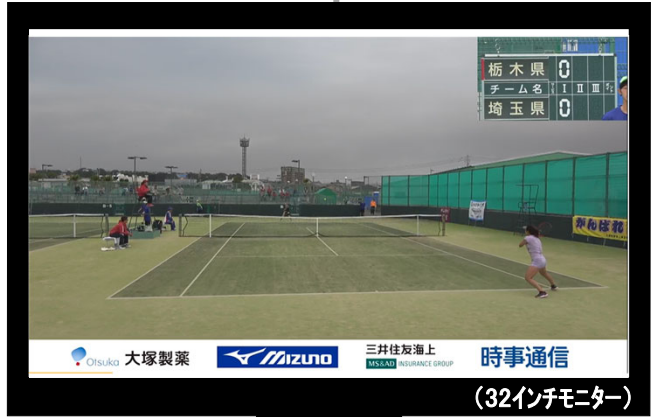 栃木県 0
チーム名 Ⅰ Ⅱ Ⅲ
埼玉県 0
がんばれ
Otsuka 大塚製薬
MIZUNO
三井住友海上
MS&AD INSURANCE GROUP
時事通信
(32インチモニター)